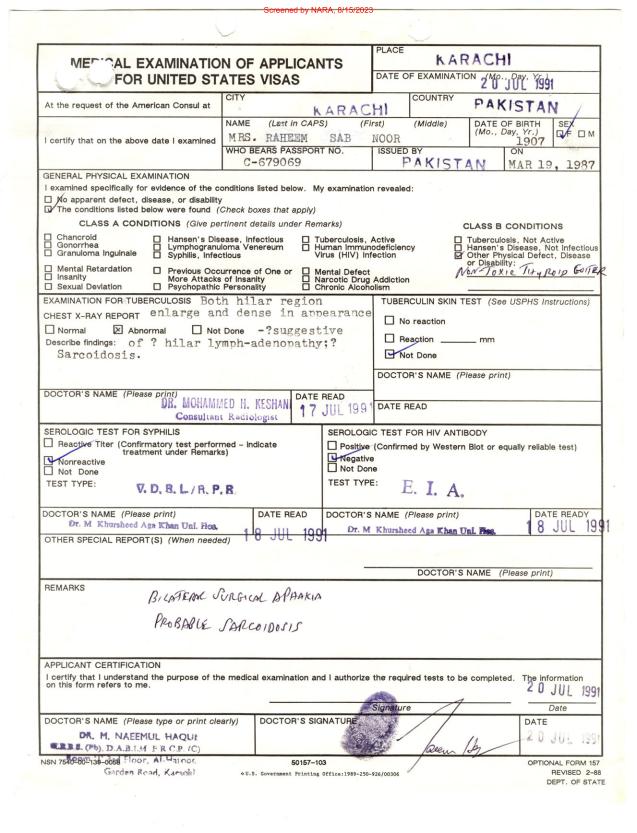 Screened by NARA, 8/15/2023
MEDICAL EXAMINATION OF APPLICANTS
FOR UNITED STATES VISAS
PLACE
KARACHI
DATE OF EXAMINATION (Mo., Day, Yr.)
20 JUL 1991
At the request of the American Consul at
CITY
KARACHI
COUNTRY
PAKISTAN
I certify that on the above date I examined
NAME (Last in CAPS) (First) (Middle)
MRS. RAHEEM SAB NOOR
DATE OF BIRTH
(Mo., Day, Yr.)
1907
SEX
F M
WHO BEARS PASSPORT NO.
C-679069
ISSUED BY
PAKISTAN
ON
MAR 19, 1987
GENERAL PHYSICAL EXAMINATION
I examined specifically for evidence of the conditions listed below. My examination revealed:
No apparent defect, disease, or disability
The conditions listed below were found (Check boxes that apply)
CLASS A CONDITIONS (Give pertinent details under Remarks)
Chancroid
Gonorrhea
Granuloma Inguinale
Hansen's Disease, Infectious
Lymphogranuloma Venereum
Syphilis, Infectious
Tuberculosis, Active
Human Immunodeficiency
Virus (HIV) Infection
Mental Retardation
Insanity
Sexual Deviation
Previous Occurrence of One or
More Attacks of Insanity
Psychopathic Personality
Mental Defect
Narcotic Drug Addiction
Chronic Alcoholism
CLASS B CONDITIONS
Tuberculosis, Not Active
Hansen's Disease, Not Infectious
Other Physical Defect, Disease
or Disability:
Non-Toxic Thyroid Goiter
EXAMINATION FOR TUBERCULOSIS Both hilar region
CHEST X-RAY REPORT enlarge and dense in appearance
Normal Abnormal Not Done -?suggestive
Describe findings: of ? hilar lymph-adenopathy;?
Sarcoidosis.
DOCTOR'S NAME (Please print)
DR. MOHAMMED H. KESHANI
Consultant Radiologist
DATE READ
17 JUL 1991
TUBERCULIN SKIN TEST (See USPHS Instructions)
No reaction
Reaction mm
Not Done
DOCTOR'S NAME (Please print)
DATE READ
SEROLOGIC TEST FOR SYPHILIS
Reactive Titer (Confirmatory test performed – indicate
treatment under Remarks)
Nonreactive
Not Done
TEST TYPE:
V. D. R. L / R. P. R
SEROLOGIC TEST FOR HIV ANTIBODY
Positive (Confirmed by Western Blot or equally reliable test)
Negative
Not Done
TEST TYPE:
E. I. A.
DOCTOR'S NAME (Please print)
Dr. M Khursheed Aga Khan Uni. Hos.
DATE READ
18 JUL 1991
DOCTOR'S NAME (Please print)
Dr. M Khursheed Aga Khan Uni. Hos.
DATE READY
18 JUL 1991
OTHER SPECIAL REPORT(S) (When needed)
DOCTOR'S NAME (Please print)
REMARKS
BILATERAL SURGICAL APHAKIA
PROBABLE SARCOIDOSIS
APPLICANT CERTIFICATION
I certify that I understand the purpose of the medical examination and I authorize the required tests to be completed. The information
on this form refers to me.
20 JUL 1991
Signature
Date
DOCTOR'S NAME (Please type or print clearly)
DR. M. NAEEMUL HAQUE
M.B.B.S. (Pb). D.A.B.I.M F R C P. (C)
Floor, Al-
Garden Road, Karachi
DOCTOR'S SIGNATURE
DATE
20 JUL 1991
NSN 7540-00-139-0058
50157-103
U.S. Government Printing Office: 1989-250-926/00306
OPTIONAL FORM 157
REVISED 2-88
DEPT. OF STATE